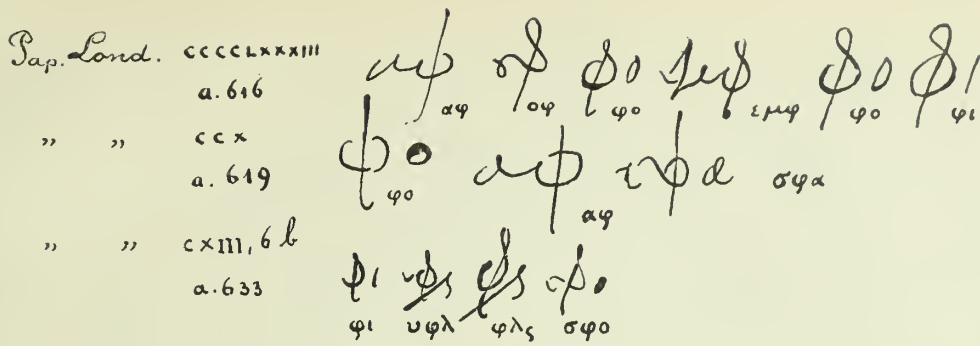 Pap. Lond. ccccLxxxIII
αφ οφ φο εμφ φο φι
a. 616
„ „ ccx
φο αφ σφα
a. 619
„ „ cxIII, 6 b
a. 633
φι υφλ φλς σφο